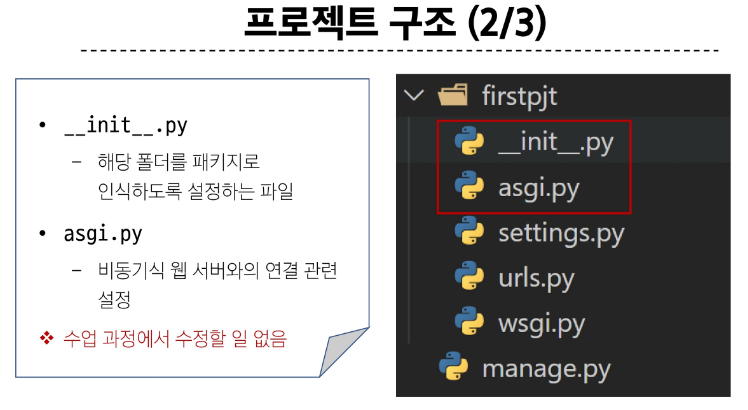 프로젝트 구조 (2/3)
• __init__.py
– 해당 폴더를 패키지로
인식하도록 설정하는 파일
• asgi.py
– 비동기식 웹 서버와의 연결 관련
설정
❖ 수업 과정에서 수정할 일 없음
firstpjt
__init__.py
asgi.py
settings.py
urls.py
wsgi.py
manage.py